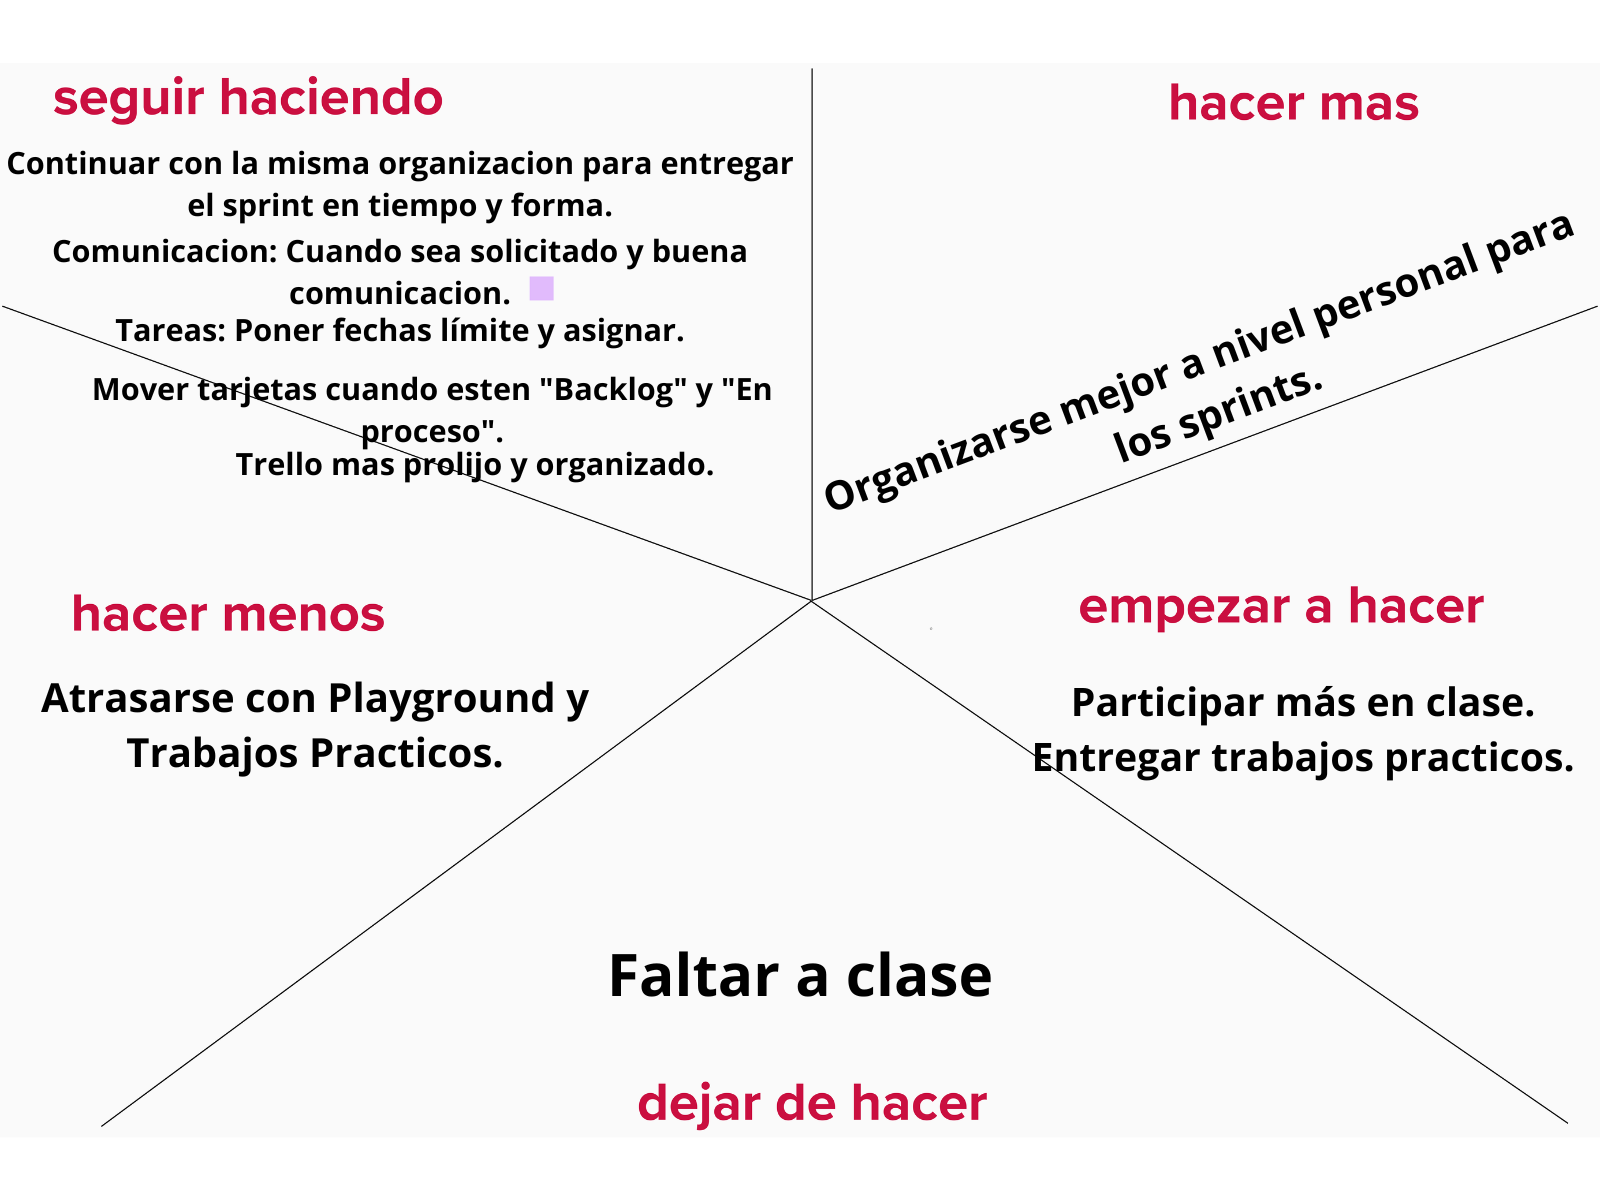 seguir haciendo
Continuar con la misma organizacion para entregar
el sprint en tiempo y forma.
Comunicacion: Cuando sea solicitado y buena
comunicacion.
Tareas: Poner fechas límite y asignar.
Mover tarjetas cuando esten "Backlog" y "En
proceso".
Trello mas prolijo y organizado.
hacer mas
Organizarse mejor a nivel personal para
los sprints.
hacer menos
Atrasarse con Playground y
Trabajos Practicos.
empezar a hacer
Participar más en clase.
Entregar trabajos practicos.
Faltar a clase
dejar de hacer